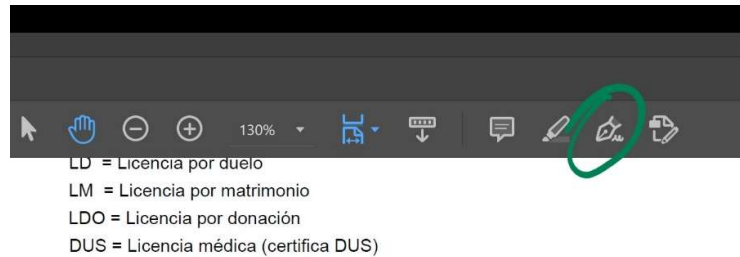 130%
LD = Licencia por duelo
LM = Licencia por matrimonio
LDO = Licencia por donación
DUS = Licencia médica (certifica DUS)